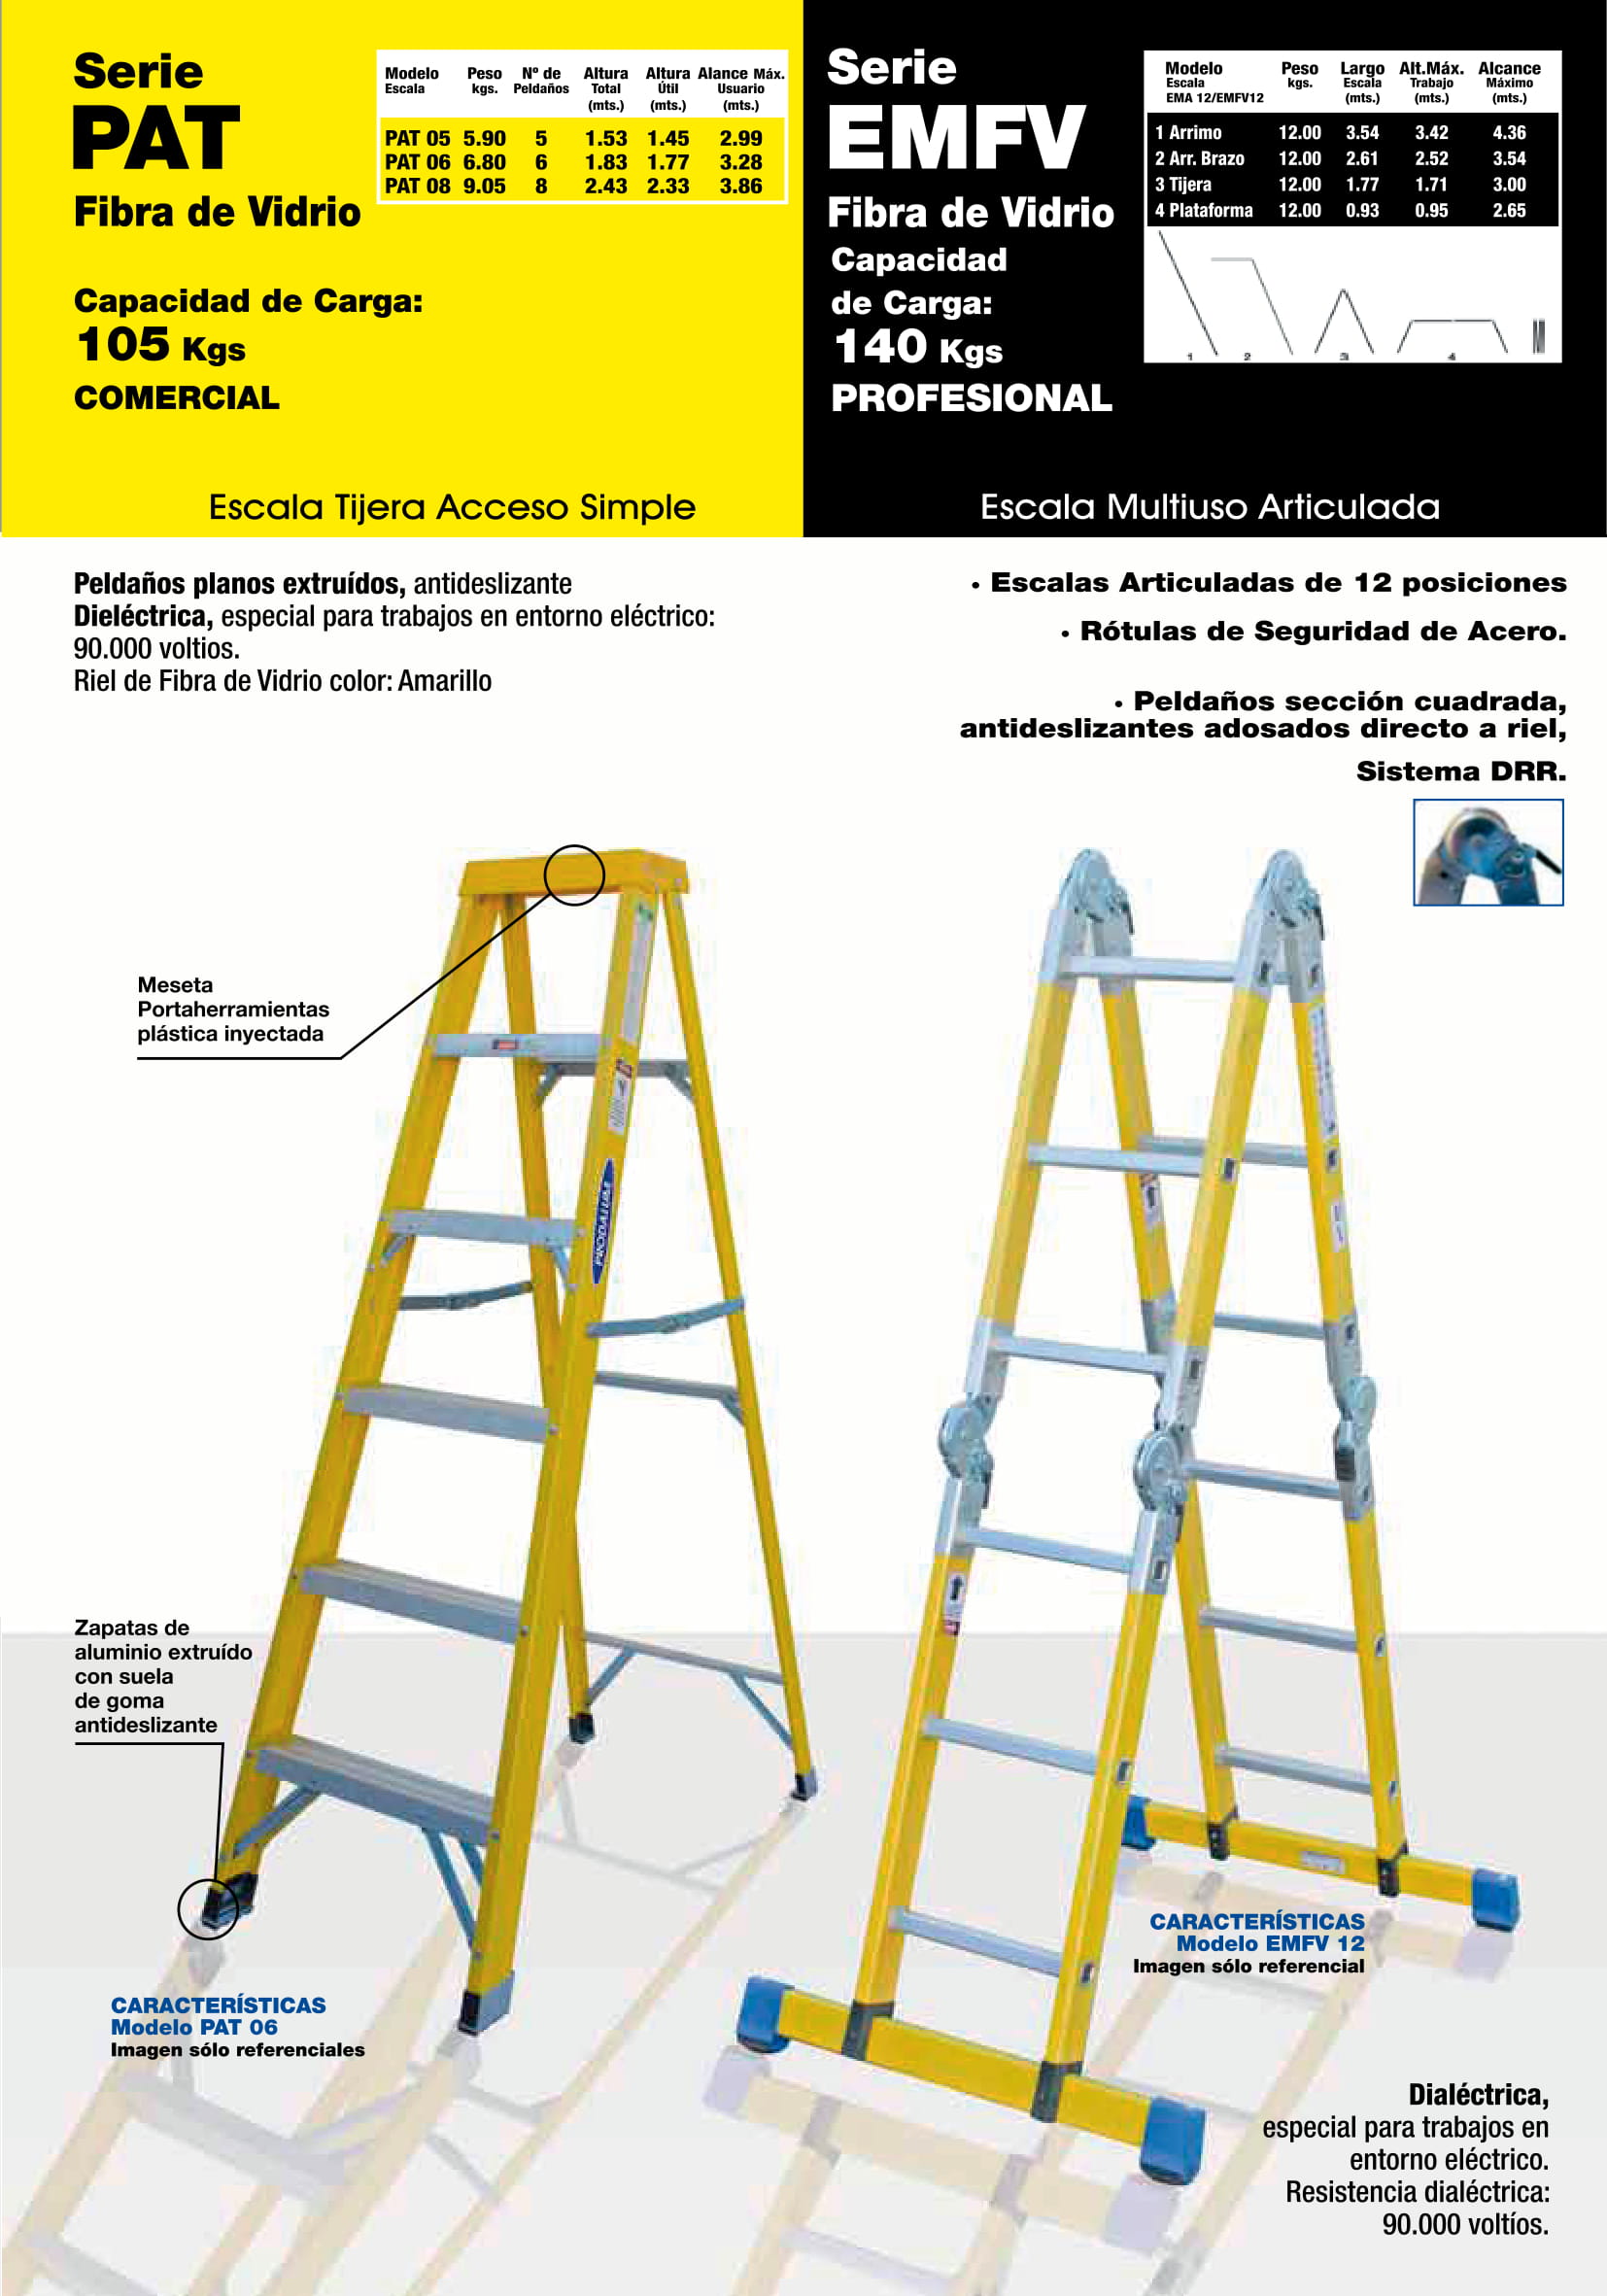 Serie
PAT
Fibra de Vidrio
Capacidad de Carga:
105 Kgs
COMERCIAL
Modelo Peso Nº de Altura Altura Alance Máx.
Escala kgs. Peldaños Total Útil Usuario
(mts.) (mts.) (mts.)
PAT 05 5.90 5 1.53 1.45 2.99
PAT 06 6.80 6 1.83 1.77 3.28
PAT 08 9.05 8 2.43 2.33 3.86
Escala Tijera Acceso Simple
Serie
EMFV
Fibra de Vidrio
Capacidad
de Carga:
140 Kgs
PROFESIONAL
Modelo Peso Largo Alt.Máx. Alcance
Escala kgs. Escala Trabajo Máximo
EMA 12/EMFV12 (mts.) (mts.) (mts.)
1 Arrimo 12.00 3.54 3.42 4.36
2 Arr. Brazo 12.00 2.61 2.52 3.54
3 Tijera 12.00 1.77 1.71 3.00
4 Plataforma 12.00 0.93 0.95 2.65
1 2 3 4
Escala Multiuso Articulada
Peldaños planos extruídos, antideslizante
Dieléctrica, especial para trabajos en entorno eléctrico:
90.000 voltios.
Riel de Fibra de Vidrio color: Amarillo
• Escalas Articuladas de 12 posiciones
• Rótulas de Seguridad de Acero.
• Peldaños sección cuadrada,
antideslizantes adosados directo a riel,
Sistema DRR.
Meseta
Portaherramientas
plástica inyectada
PRODALUM
Zapatas de
aluminio extruído
con suela
de goma
antideslizante
CARACTERÍSTICAS
Modelo PAT 06
Imagen sólo referenciales
CARACTERÍSTICAS
Modelo EMFV 12
Imagen sólo referencial
Dialéctrica,
especial para trabajos en
entorno eléctrico.
Resistencia dialéctrica:
90.000 voltíos.